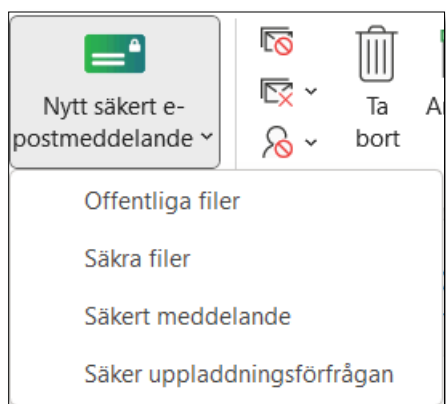 Nytt säkert e-
postmeddelande
Ta
bort
Offentliga filer
Säkra filer
Säkert meddelande
Säker uppladdningsförfrågan